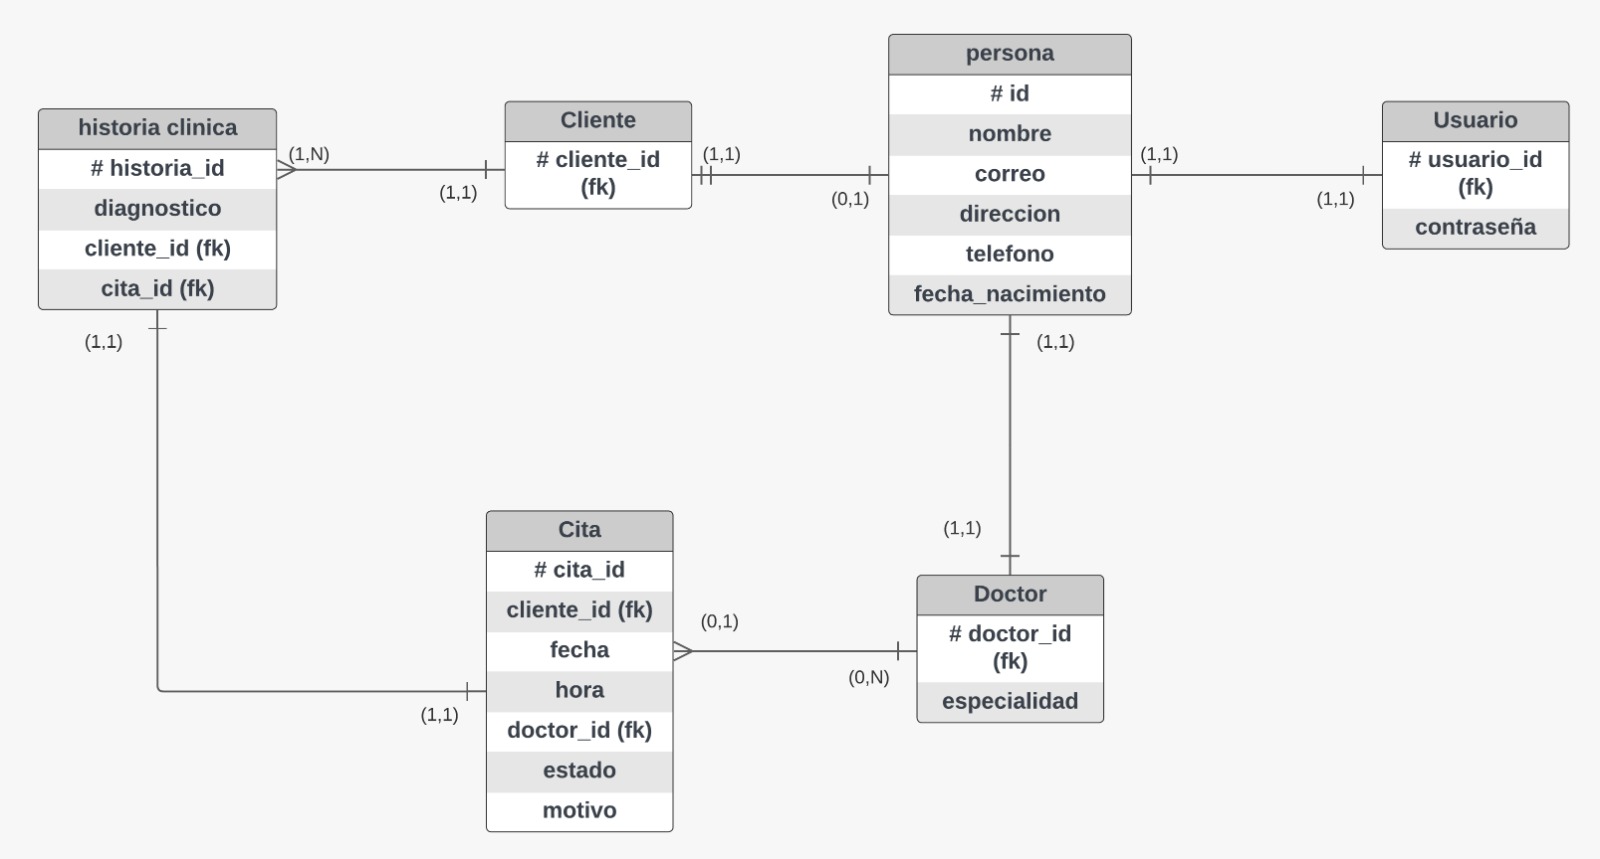 persona
# id
nombre
correo
direccion
telefono
fecha_nacimiento
historia clinica
# historia_id
diagnostico
cliente_id (fk)
cita_id (fk)
(1,N)
(1,1)
Cliente
# cliente_id
(fk)
(1,1)
(0,1)
(1,1)
(1,1)
Usuario
# usuario_id
(fk)
contraseña
(1,1)
(1,1)
(1,1)
(1,1)
Cita
# cita_id
cliente_id (fk)
fecha
hora
doctor_id (fk)
estado
motivo
(0,1)
(0,N)
Doctor
# doctor_id
(fk)
especialidad